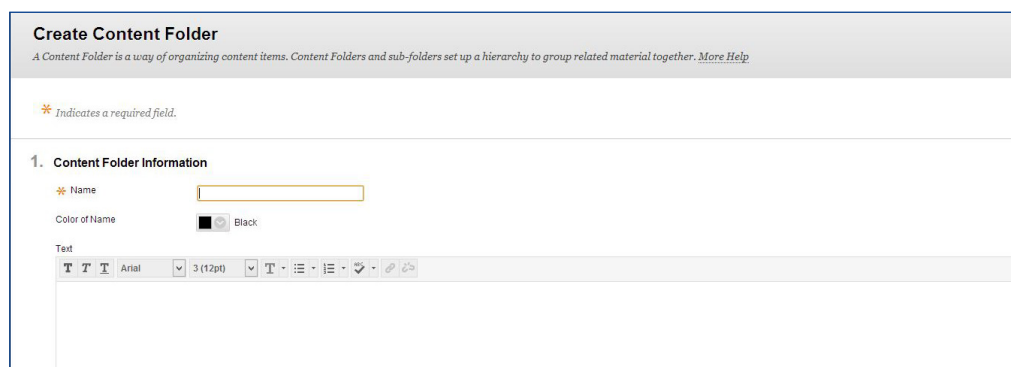 Create Content Folder
A Content Folder is a way of organizing content items. Content Folders and sub-folders set up a hierarchy to group related material together. More Help
* Indicates a required field.
1. Content Folder Information
* Name
Color of Name
Black
Text
T T T Arial 3 (12pt) T ABC